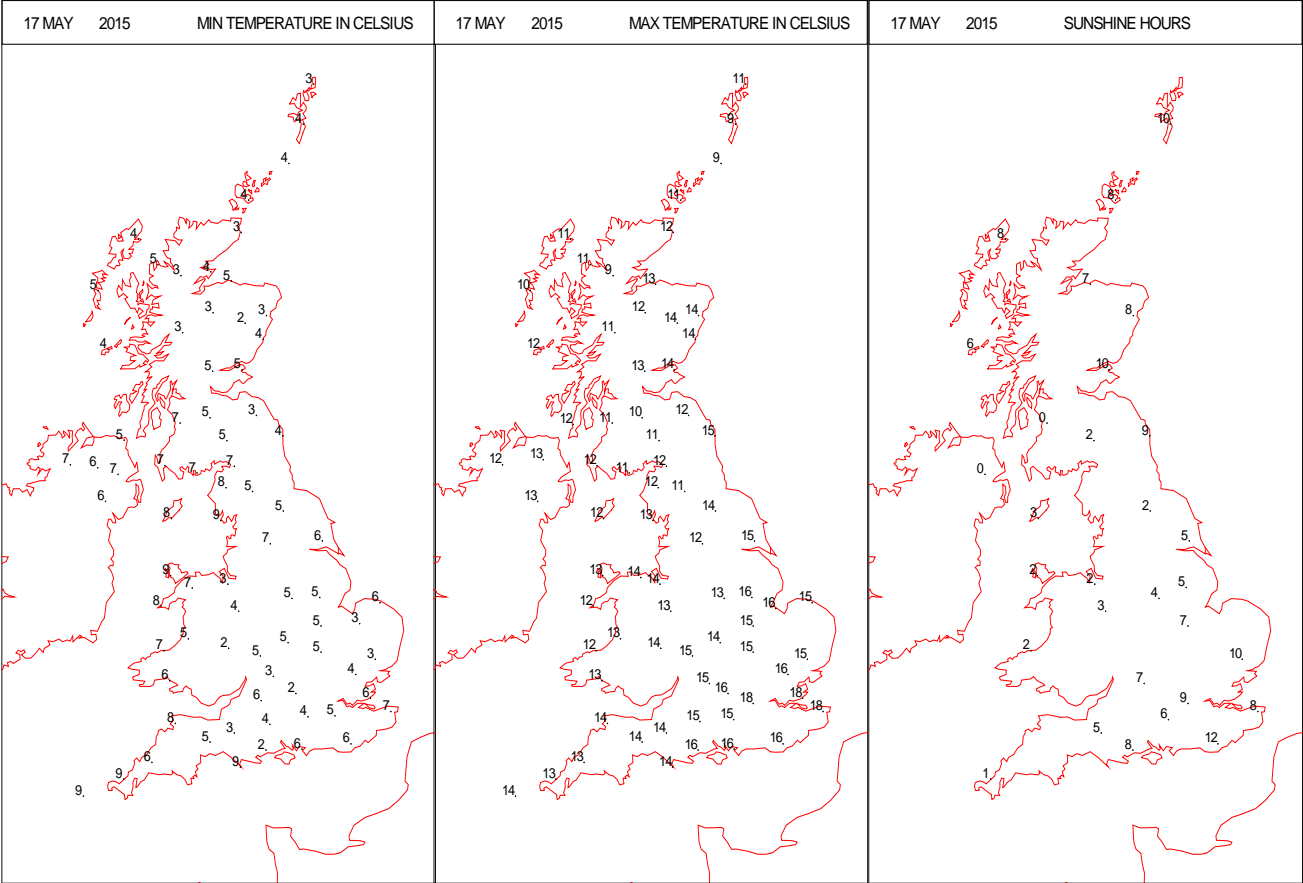 17 MAY 2015 MIN TEMPERATURE IN CELSIUS
3
4
4
4
3
4
5
3 4
5
5
3 2 3
3 4
4
5 5
5 3
7
5 5 4
7 6 7 7 7 7
6 8 5
8 9 5
7 6
9 7 3
8 4 5 5 6
5 3
7 5 2 5 5
5 3
6 3 4
6 2 6
8 3 4 4 5 7
5 2 6 6
6 9
9
9
17 MAY 2015 MAX TEMPERATURE IN CELSIUS
11
9
9
11
12
11
11 9
10 13
12 14 14
11 14
12
13 14
10 12
12 11
11 15
12 13 12 11 12
13 12 11
12 13 14
12 15
13 14 14
12 13 13 16 16 15
15
12 13 14 14 15
15 15
13 15 16
16 18 18
14 14 15 15 18
14 16 16 16
13 14
13
14
17 MAY 2015 SUNSHINE HOURS
10
8
8
7
8
6
10
0
2 9
0
3 2
5
2 2
3 4 5
7
2 10
7
9 8
5 6
8 12
1